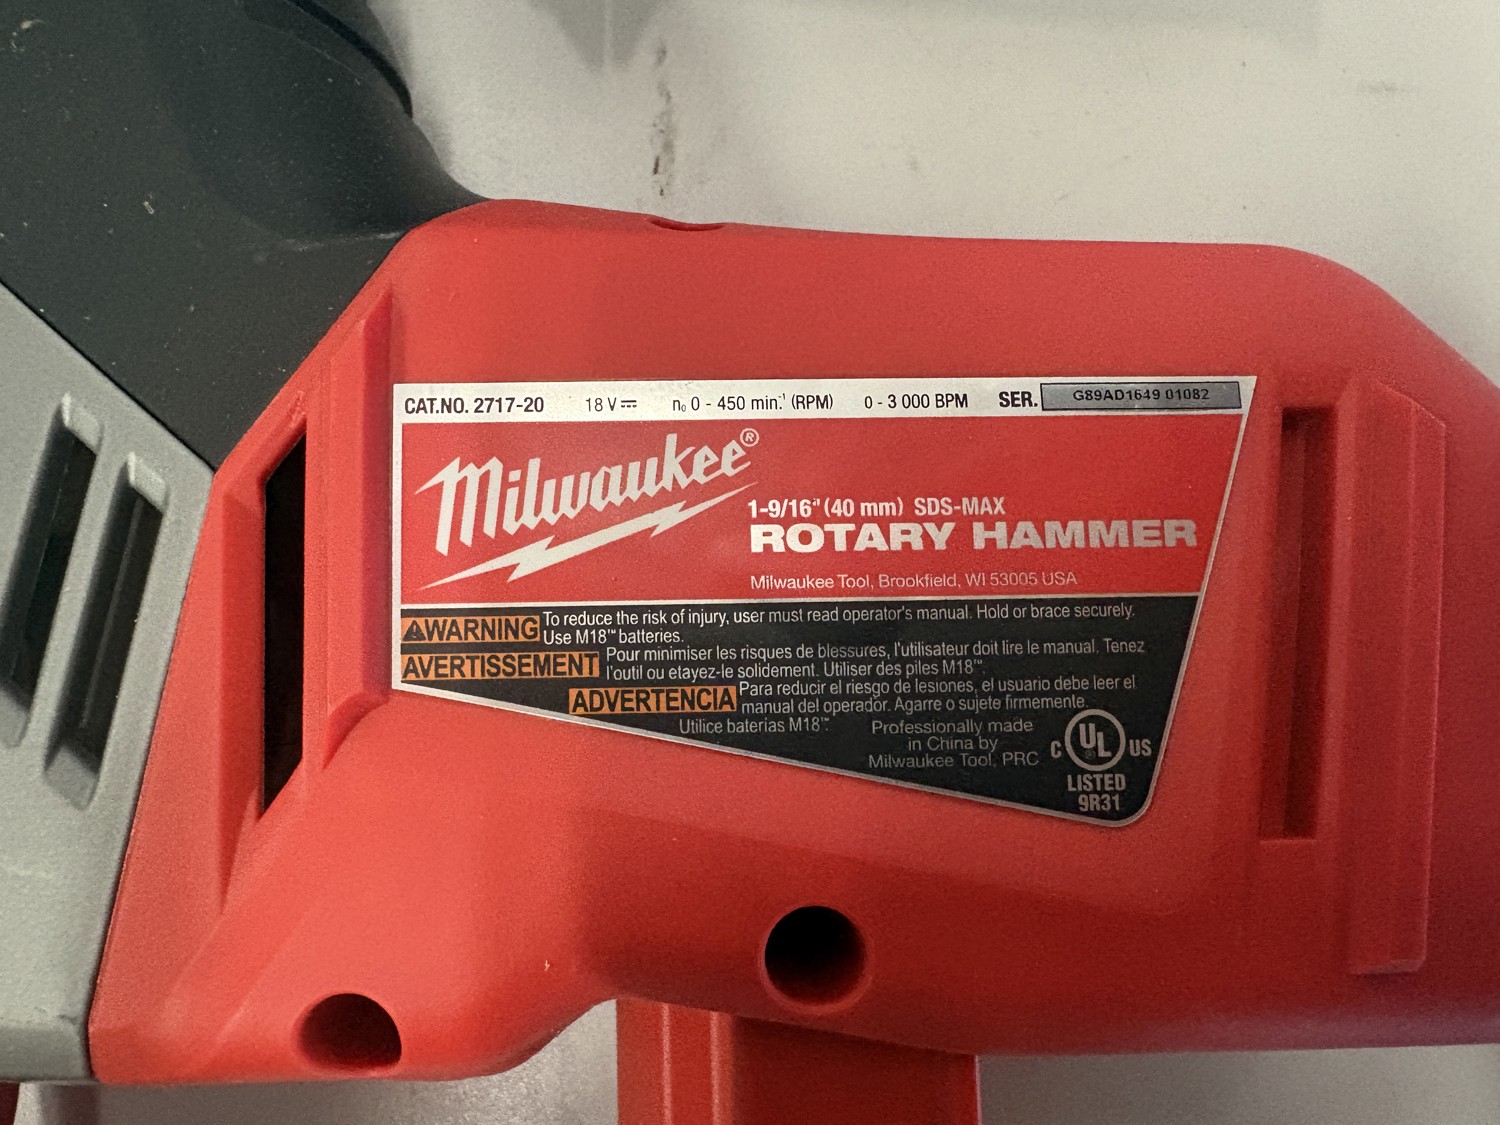 CAT.NO. 2717-20 18 V⎓ n₀ 0 - 450 min.⁻¹ (RPM) 0 - 3 000 BPM SER. G89AD1649 01082
Milwaukee®
1-9/16" (40 mm) SDS-MAX
ROTARY HAMMER
Milwaukee Tool, Brookfield, WI 53005 USA
⚠WARNING To reduce the risk of injury, user must read operator's manual. Hold or brace securely.
Use M18™ batteries.
AVERTISSEMENT Pour minimiser les risques de blessures, l'utilisateur doit lire le manual. Tenez
l'outil ou etayez-le solidement. Utiliser des piles M18™.
ADVERTENCIA Para reducir el riesgo de lesiones, el usuario debe leer el
manual del operador. Agarre o sujete firmemente.
Utilice baterias M18™.
Professionally made
in China by
Milwaukee Tool, PRC
C UL US
LISTED
9R31